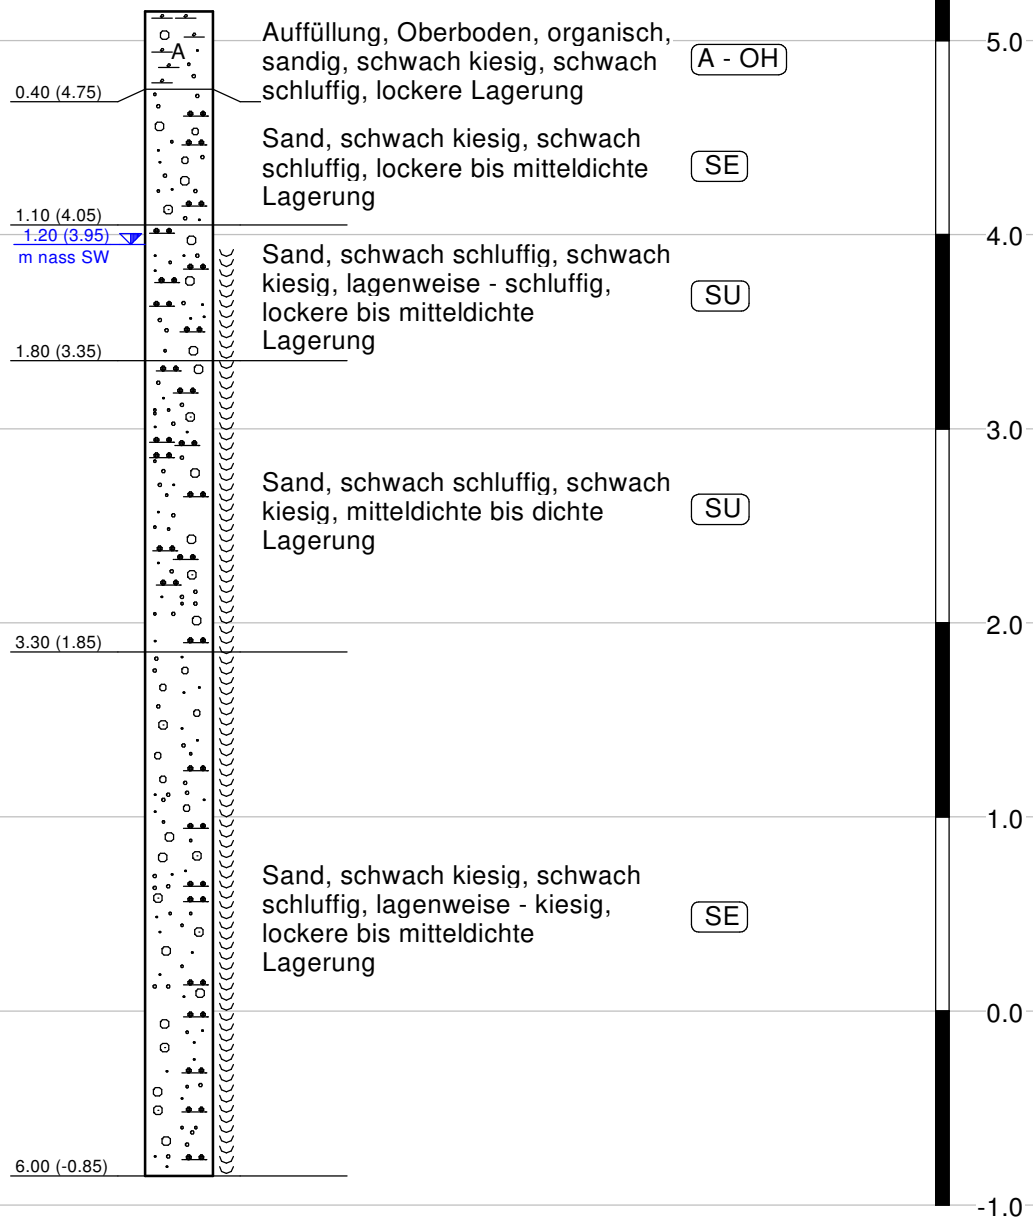 Auffüllung, Oberboden, organisch,
sandig, schwach kiesig, schwach
schluffig, lockere Lagerung
A - OH
5.0
A
0.40 (4.75)
Sand, schwach kiesig, schwach
schluffig, lockere bis mitteldichte
Lagerung
SE
1.10 (4.05)
1.20 (3.95)
m nass SW
4.0
Sand, schwach schluffig, schwach
kiesig, lagenweise - schluffig,
lockere bis mitteldichte
Lagerung
SU
1.80 (3.35)
3.0
Sand, schwach schluffig, schwach
kiesig, mitteldichte bis dichte
Lagerung
SU
2.0
3.30 (1.85)
1.0
Sand, schwach kiesig, schwach
schluffig, lagenweise - kiesig,
lockere bis mitteldichte
Lagerung
SE
0.0
6.00 (-0.85)
-1.0